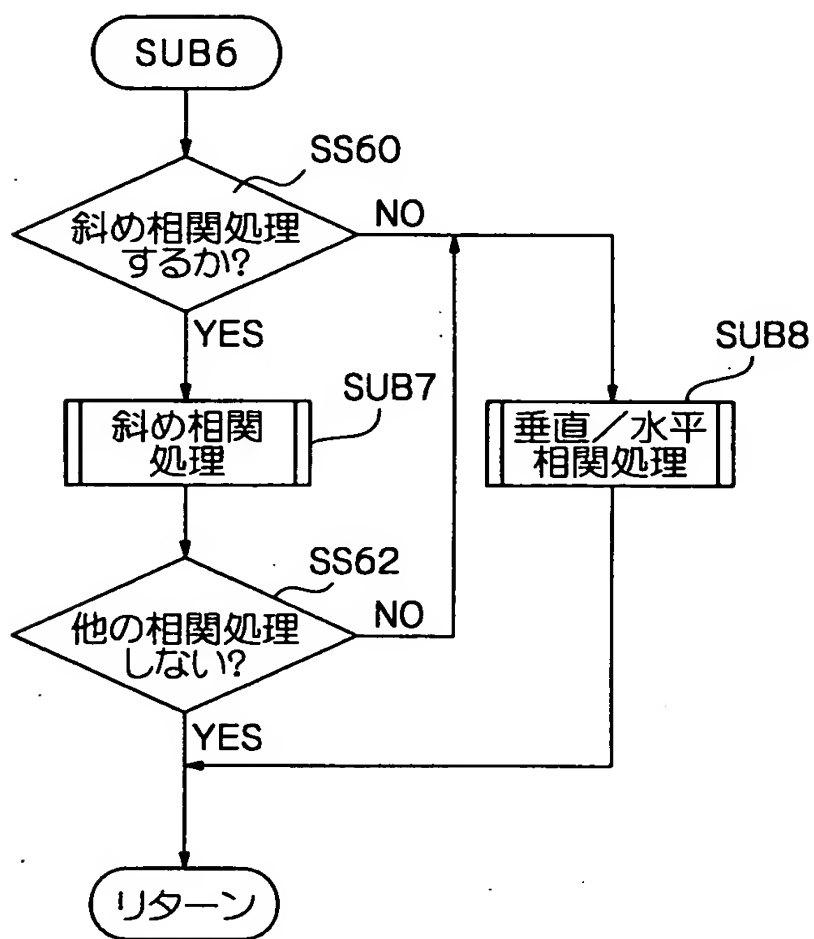 SUB6
SS60
斜め相関処理
するか?
NO
YES
SUB8
SUB7
斜め相関
処理
垂直／水平
相関処理
SS62
他の相関処理
しない?
NO
YES
リターン